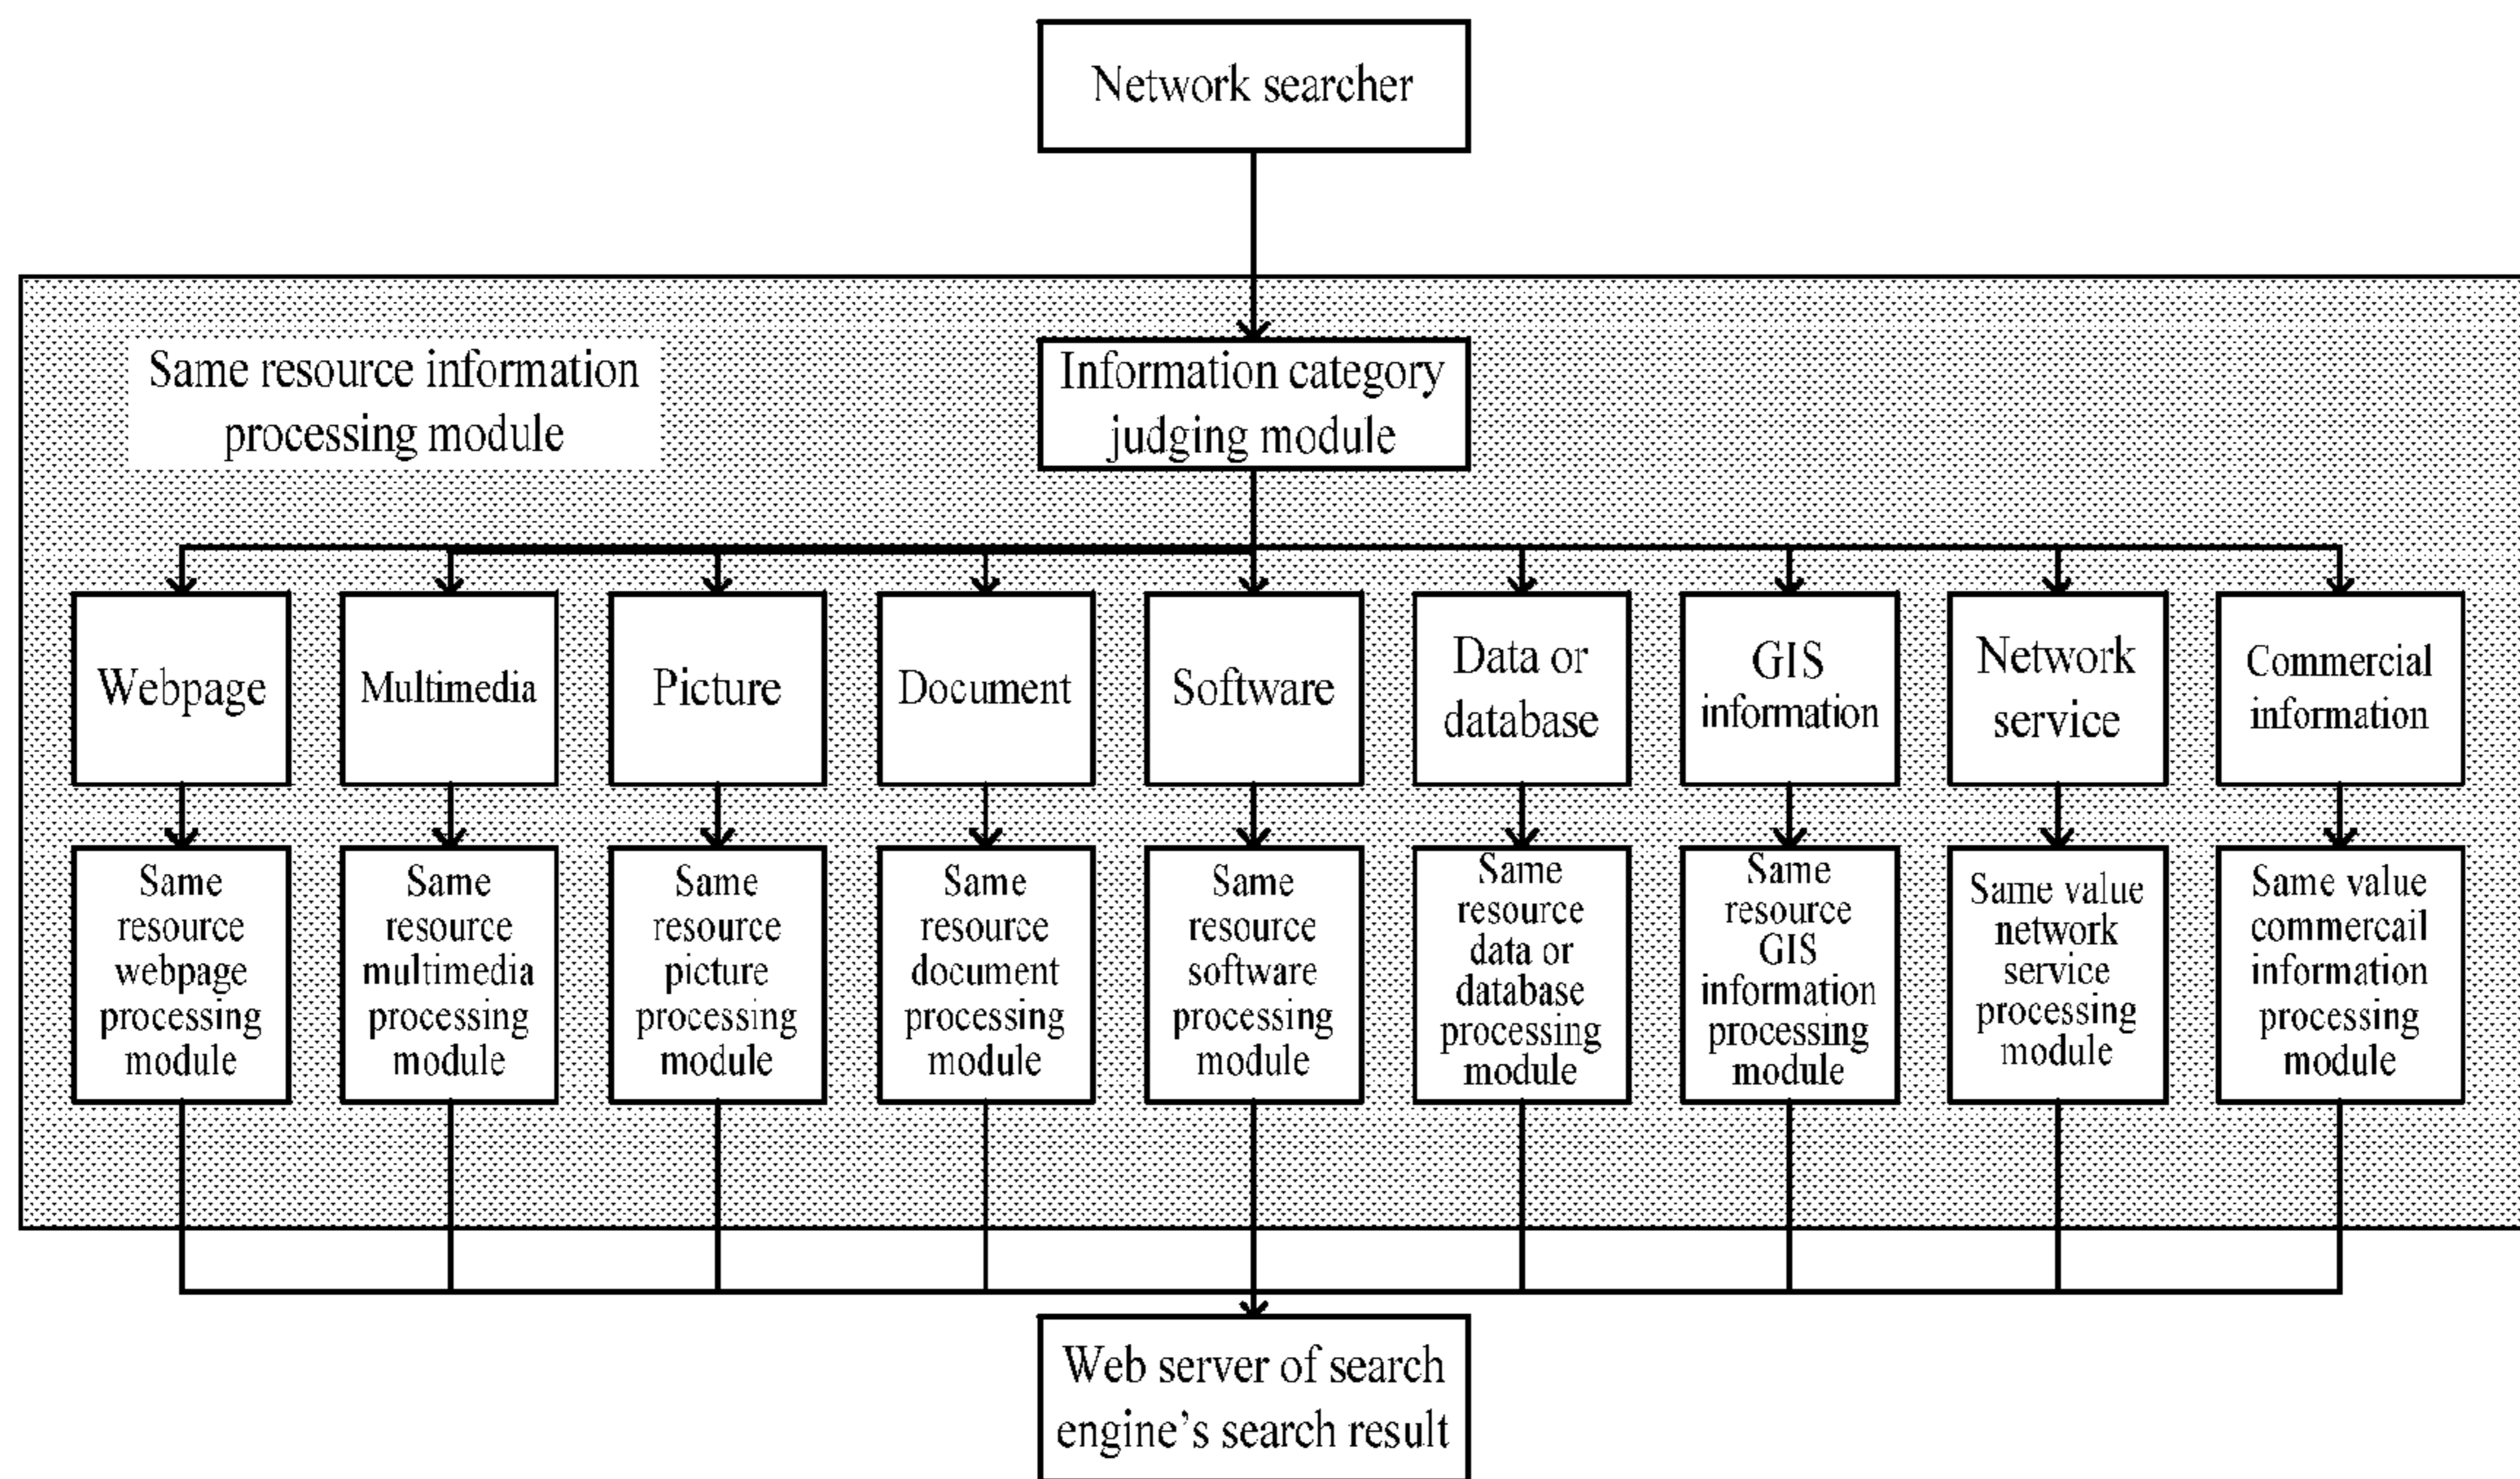 Network searcher
Same resource information
processing module
Information category
judging module
Webpage
Multimedia
Picture
Document
Software
Data or
database
GIS
information
Network
service
Commercial
information
Same
resource
webpage
processing
module
Same
resource
multimedia
processing
module
Same
resource
picture
processing
module
Same
resource
document
processing
module
Same
resource
software
processing
module
Same
resource
data or
database
processing
module
Same
resource
GIS
information
processing
module
Same value
network
service
processing
module
Same value
commercail
information
processing
module
Web server of search
engine’s search result